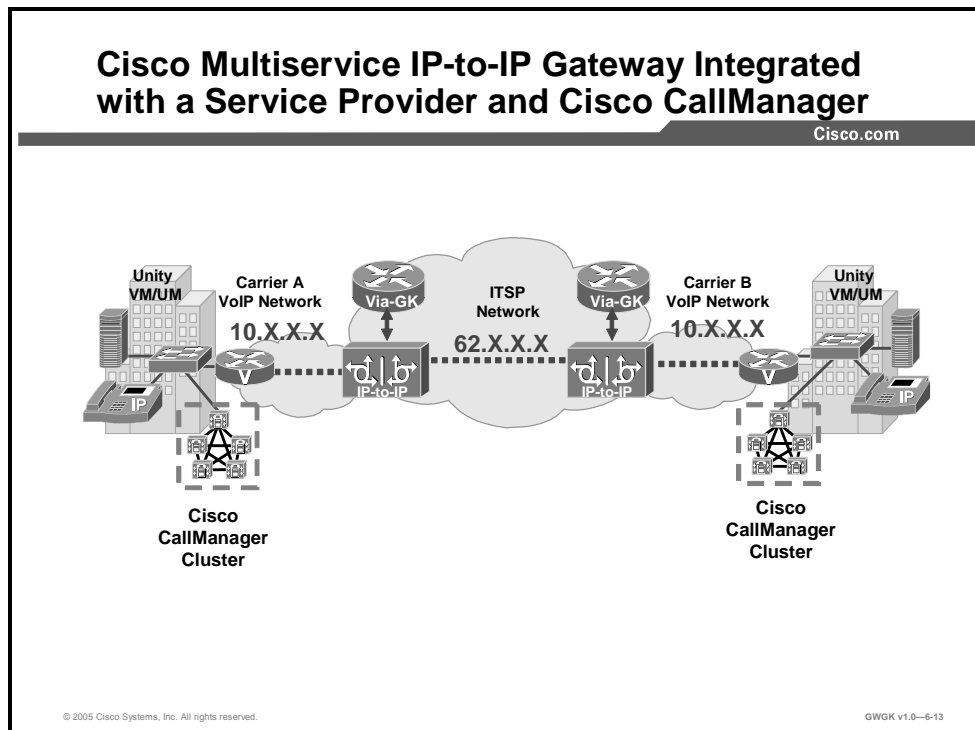 Cisco Multiservice IP-to-IP Gateway Integrated
with a Service Provider and Cisco CallManager
Cisco.com
Unity
VM/UM
Carrier A
VoIP Network
10.X.X.X
Via-GK
ITSP
Network
62.X.X.X
Via-GK
Carrier B
VoIP Network
10.X.X.X
Unity
VM/UM
IP
V
IP-to-IP
IP-to-IP
V
IP
Cisco
CallManager
Cluster
Cisco
CallManager
Cluster
© 2005 Cisco Systems, Inc. All rights reserved.
GWGK v1.0—6-13